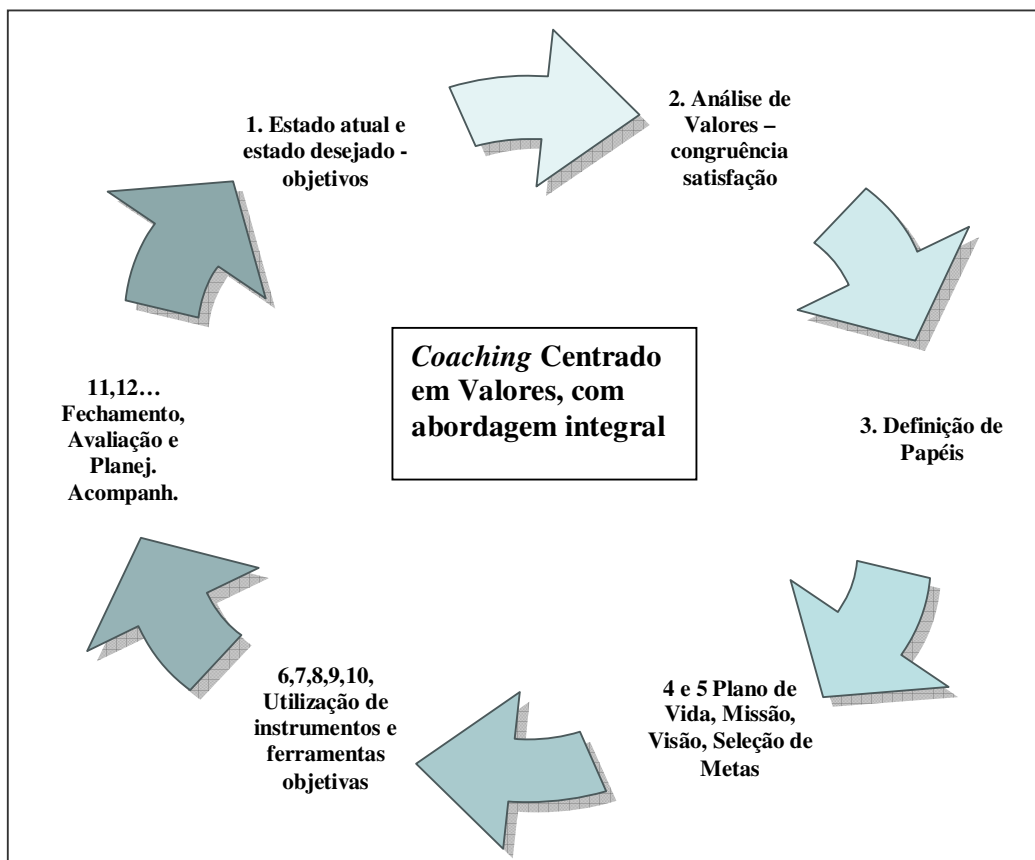 1. Estado atual e
estado desejado -
objetivos
2. Análise de
Valores –
congruência
satisfação
3. Definição de
Papéis
4 e 5 Plano de
Vida, Missão,
Visão, Seleção de
Metas
6,7,8,9,10,
Utilização de
instrumentos e
ferramentas
objetivas
11,12…
Fechamento,
Avaliação e
Planej.
Acompanh.
Coaching Centrado
em Valores, com
abordagem integral